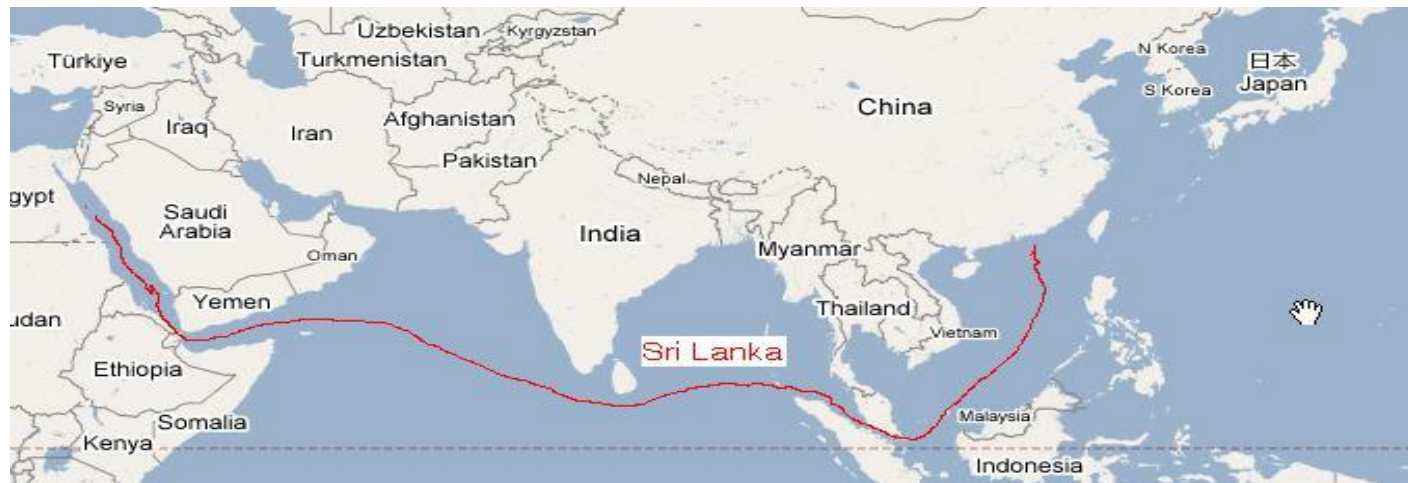 Uzbekistan
Kyrgyzstan
Türkiye
Turkmenistan
N Korea
日本
Japan
S Korea
Syria
China
Iraq
Iran
Afghanistan
Pakistan
Nepal
gypt
Saudi
Arabia
India
Oman
Myanmar
Yemen
Thailand
udan
Vietnam
Sri Lanka
Ethiopia
Malaysia
Somalia
Kenya
Indonesia